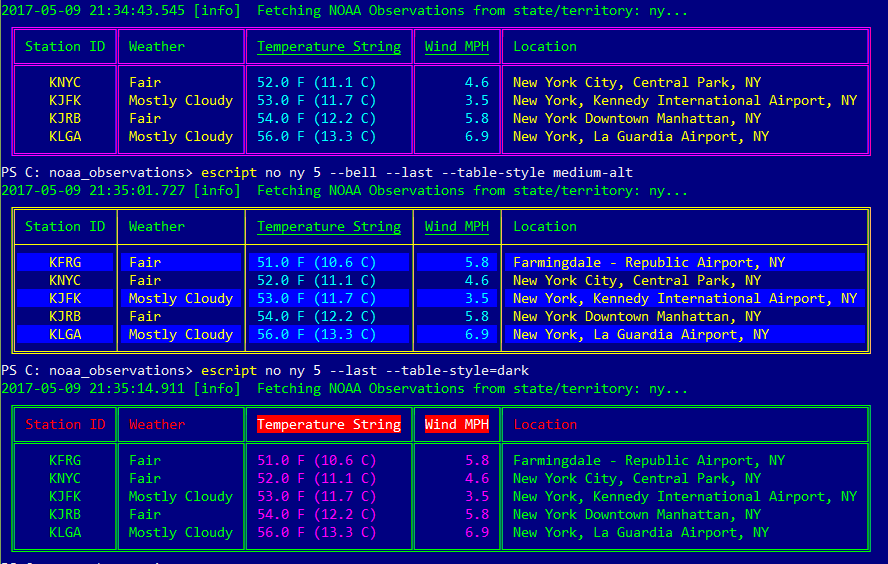 2017-05-09 21:34:43.545 [info]  Fetching NOAA Observations from state/territory: ny...
Station ID Weather Temperature String Wind MPH Location
KNYC Fair 52.0 F (11.1 C) 4.6 New York City, Central Park, NY
KJFK Mostly Cloudy 53.0 F (11.7 C) 3.5 New York, Kennedy International Airport, NY
KJRB Fair 54.0 F (12.2 C) 5.8 New York Downtown Manhattan, NY
KLGA Mostly Cloudy 56.0 F (13.3 C) 6.9 New York, La Guardia Airport, NY
PS C: noaa_observations> escript no ny 5 --bell --last --table-style medium-alt
2017-05-09 21:35:01.727 [info]  Fetching NOAA Observations from state/territory: ny...
Station ID Weather Temperature String Wind MPH Location
KFRG Fair 51.0 F (10.6 C) 5.8 Farmingdale - Republic Airport, NY
KNYC Fair 52.0 F (11.1 C) 4.6 New York City, Central Park, NY
KJFK Mostly Cloudy 53.0 F (11.7 C) 3.5 New York, Kennedy International Airport, NY
KJRB Fair 54.0 F (12.2 C) 5.8 New York Downtown Manhattan, NY
KLGA Mostly Cloudy 56.0 F (13.3 C) 6.9 New York, La Guardia Airport, NY
PS C: noaa_observations> escript no ny 5 --last --table-style=dark
2017-05-09 21:35:14.911 [info]  Fetching NOAA Observations from state/territory: ny...
Station ID Weather Temperature String Wind MPH Location
KFRG Fair 51.0 F (10.6 C) 5.8 Farmingdale - Republic Airport, NY
KNYC Fair 52.0 F (11.1 C) 4.6 New York City, Central Park, NY
KJFK Mostly Cloudy 53.0 F (11.7 C) 3.5 New York, Kennedy International Airport, NY
KJRB Fair 54.0 F (12.2 C) 5.8 New York Downtown Manhattan, NY
KLGA Mostly Cloudy 56.0 F (13.3 C) 6.9 New York, La Guardia Airport, NY